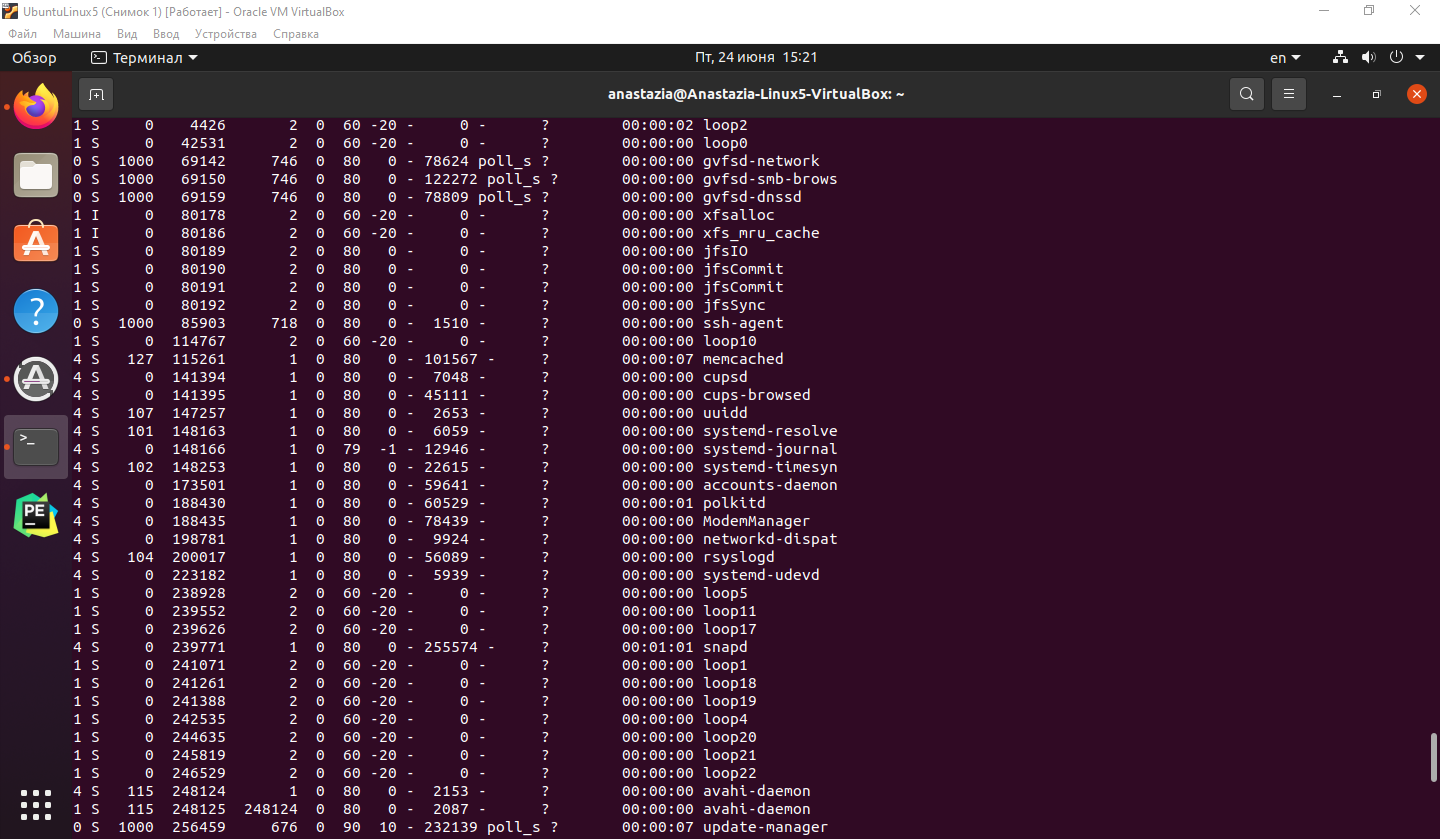 UbuntuLinux5 (Снимок 1) [Работает] - Oracle VM VirtualBox
Файл Машина Вид Ввод Устройства Справка
Обзор Терминал Пт, 24 июня 15:21 en
anastazia@Anastazia-Linux5-VirtualBox: ~
1 S 0 4426 2 0 60 -20 - 0 - ? 00:00:02 loop2
1 S 0 42531 2 0 60 -20 - 0 - ? 00:00:00 loop0
0 S 1000 69142 746 0 80 0 - 78624 poll_s ? 00:00:00 gvfsd-network
0 S 1000 69150 746 0 80 0 - 122272 poll_s ? 00:00:00 gvfsd-smb-brows
0 S 1000 69159 746 0 80 0 - 78809 poll_s ? 00:00:00 gvfsd-dnssd
1 I 0 80178 2 0 60 -20 - 0 - ? 00:00:00 xfsalloc
1 I 0 80186 2 0 60 -20 - 0 - ? 00:00:00 xfs_mru_cache
1 S 0 80189 2 0 80 0 - 0 - ? 00:00:00 jfsIO
1 S 0 80190 2 0 80 0 - 0 - ? 00:00:00 jfsCommit
1 S 0 80191 2 0 80 0 - 0 - ? 00:00:00 jfsCommit
1 S 0 80192 2 0 80 0 - 0 - ? 00:00:00 jfsSync
0 S 1000 85903 718 0 80 0 - 1510 - ? 00:00:00 ssh-agent
1 S 0 114767 2 0 60 -20 - 0 - ? 00:00:00 loop10
4 S 127 115261 1 0 80 0 - 101567 - ? 00:00:07 memcached
4 S 0 141394 1 0 80 0 - 7048 - ? 00:00:00 cupsd
4 S 0 141395 1 0 80 0 - 45111 - ? 00:00:00 cups-browsed
4 S 107 147257 1 0 80 0 - 2653 - ? 00:00:00 uuidd
4 S 101 148163 1 0 80 0 - 6059 - ? 00:00:00 systemd-resolve
4 S 0 148166 1 0 79 -1 - 12946 - ? 00:00:00 systemd-journal
4 S 102 148253 1 0 80 0 - 22615 - ? 00:00:00 systemd-timesyn
4 S 0 173501 1 0 80 0 - 59641 - ? 00:00:00 accounts-daemon
4 S 0 188430 1 0 80 0 - 60529 - ? 00:00:01 polkitd
4 S 0 188435 1 0 80 0 - 78439 - ? 00:00:00 ModemManager
4 S 0 198781 1 0 80 0 - 9924 - ? 00:00:00 networkd-dispat
4 S 104 200017 1 0 80 0 - 56089 - ? 00:00:00 rsyslogd
4 S 0 223182 1 0 80 0 - 5939 - ? 00:00:00 systemd-udevd
1 S 0 238928 2 0 60 -20 - 0 - ? 00:00:00 loop5
1 S 0 239552 2 0 60 -20 - 0 - ? 00:00:00 loop11
1 S 0 239626 2 0 60 -20 - 0 - ? 00:00:00 loop17
4 S 0 239771 1 0 80 0 - 255574 - ? 00:01:01 snapd
1 S 0 241071 2 0 60 -20 - 0 - ? 00:00:00 loop1
1 S 0 241261 2 0 60 -20 - 0 - ? 00:00:00 loop18
1 S 0 241388 2 0 60 -20 - 0 - ? 00:00:00 loop19
1 S 0 242535 2 0 60 -20 - 0 - ? 00:00:00 loop4
1 S 0 244635 2 0 60 -20 - 0 - ? 00:00:00 loop20
1 S 0 245819 2 0 60 -20 - 0 - ? 00:00:00 loop21
1 S 0 246529 2 0 60 -20 - 0 - ? 00:00:00 loop22
4 S 115 248124 1 0 80 0 - 2153 - ? 00:00:00 avahi-daemon
1 S 115 248125 248124 0 80 0 - 2087 - ? 00:00:00 avahi-daemon
0 S 1000 256459 676 0 90 10 - 232139 poll_s ? 00:00:07 update-manager
PE